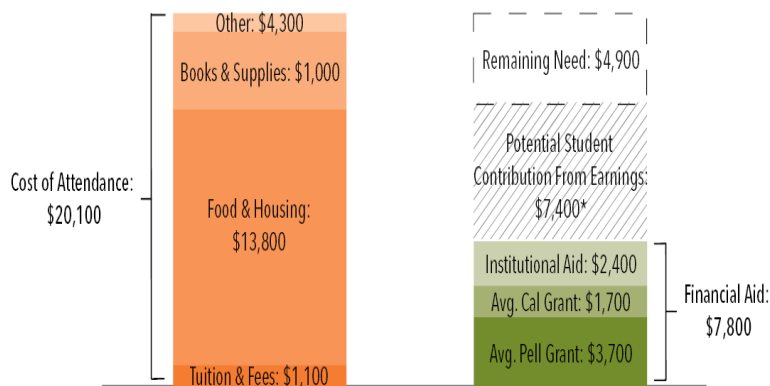 Other: $4,300
Books & Supplies: $1,000
Cost of Attendance:
$20,100
Food & Housing:
$13,800
Tuition & Fees: $1,100
Remaining Need: $4,900
Potential Student
Contribution From Earnings:
$7,400*
Institutional Aid: $2,400
Avg. Cal Grant: $1,700
Avg. Pell Grant: $3,700
Financial Aid:
$7,800